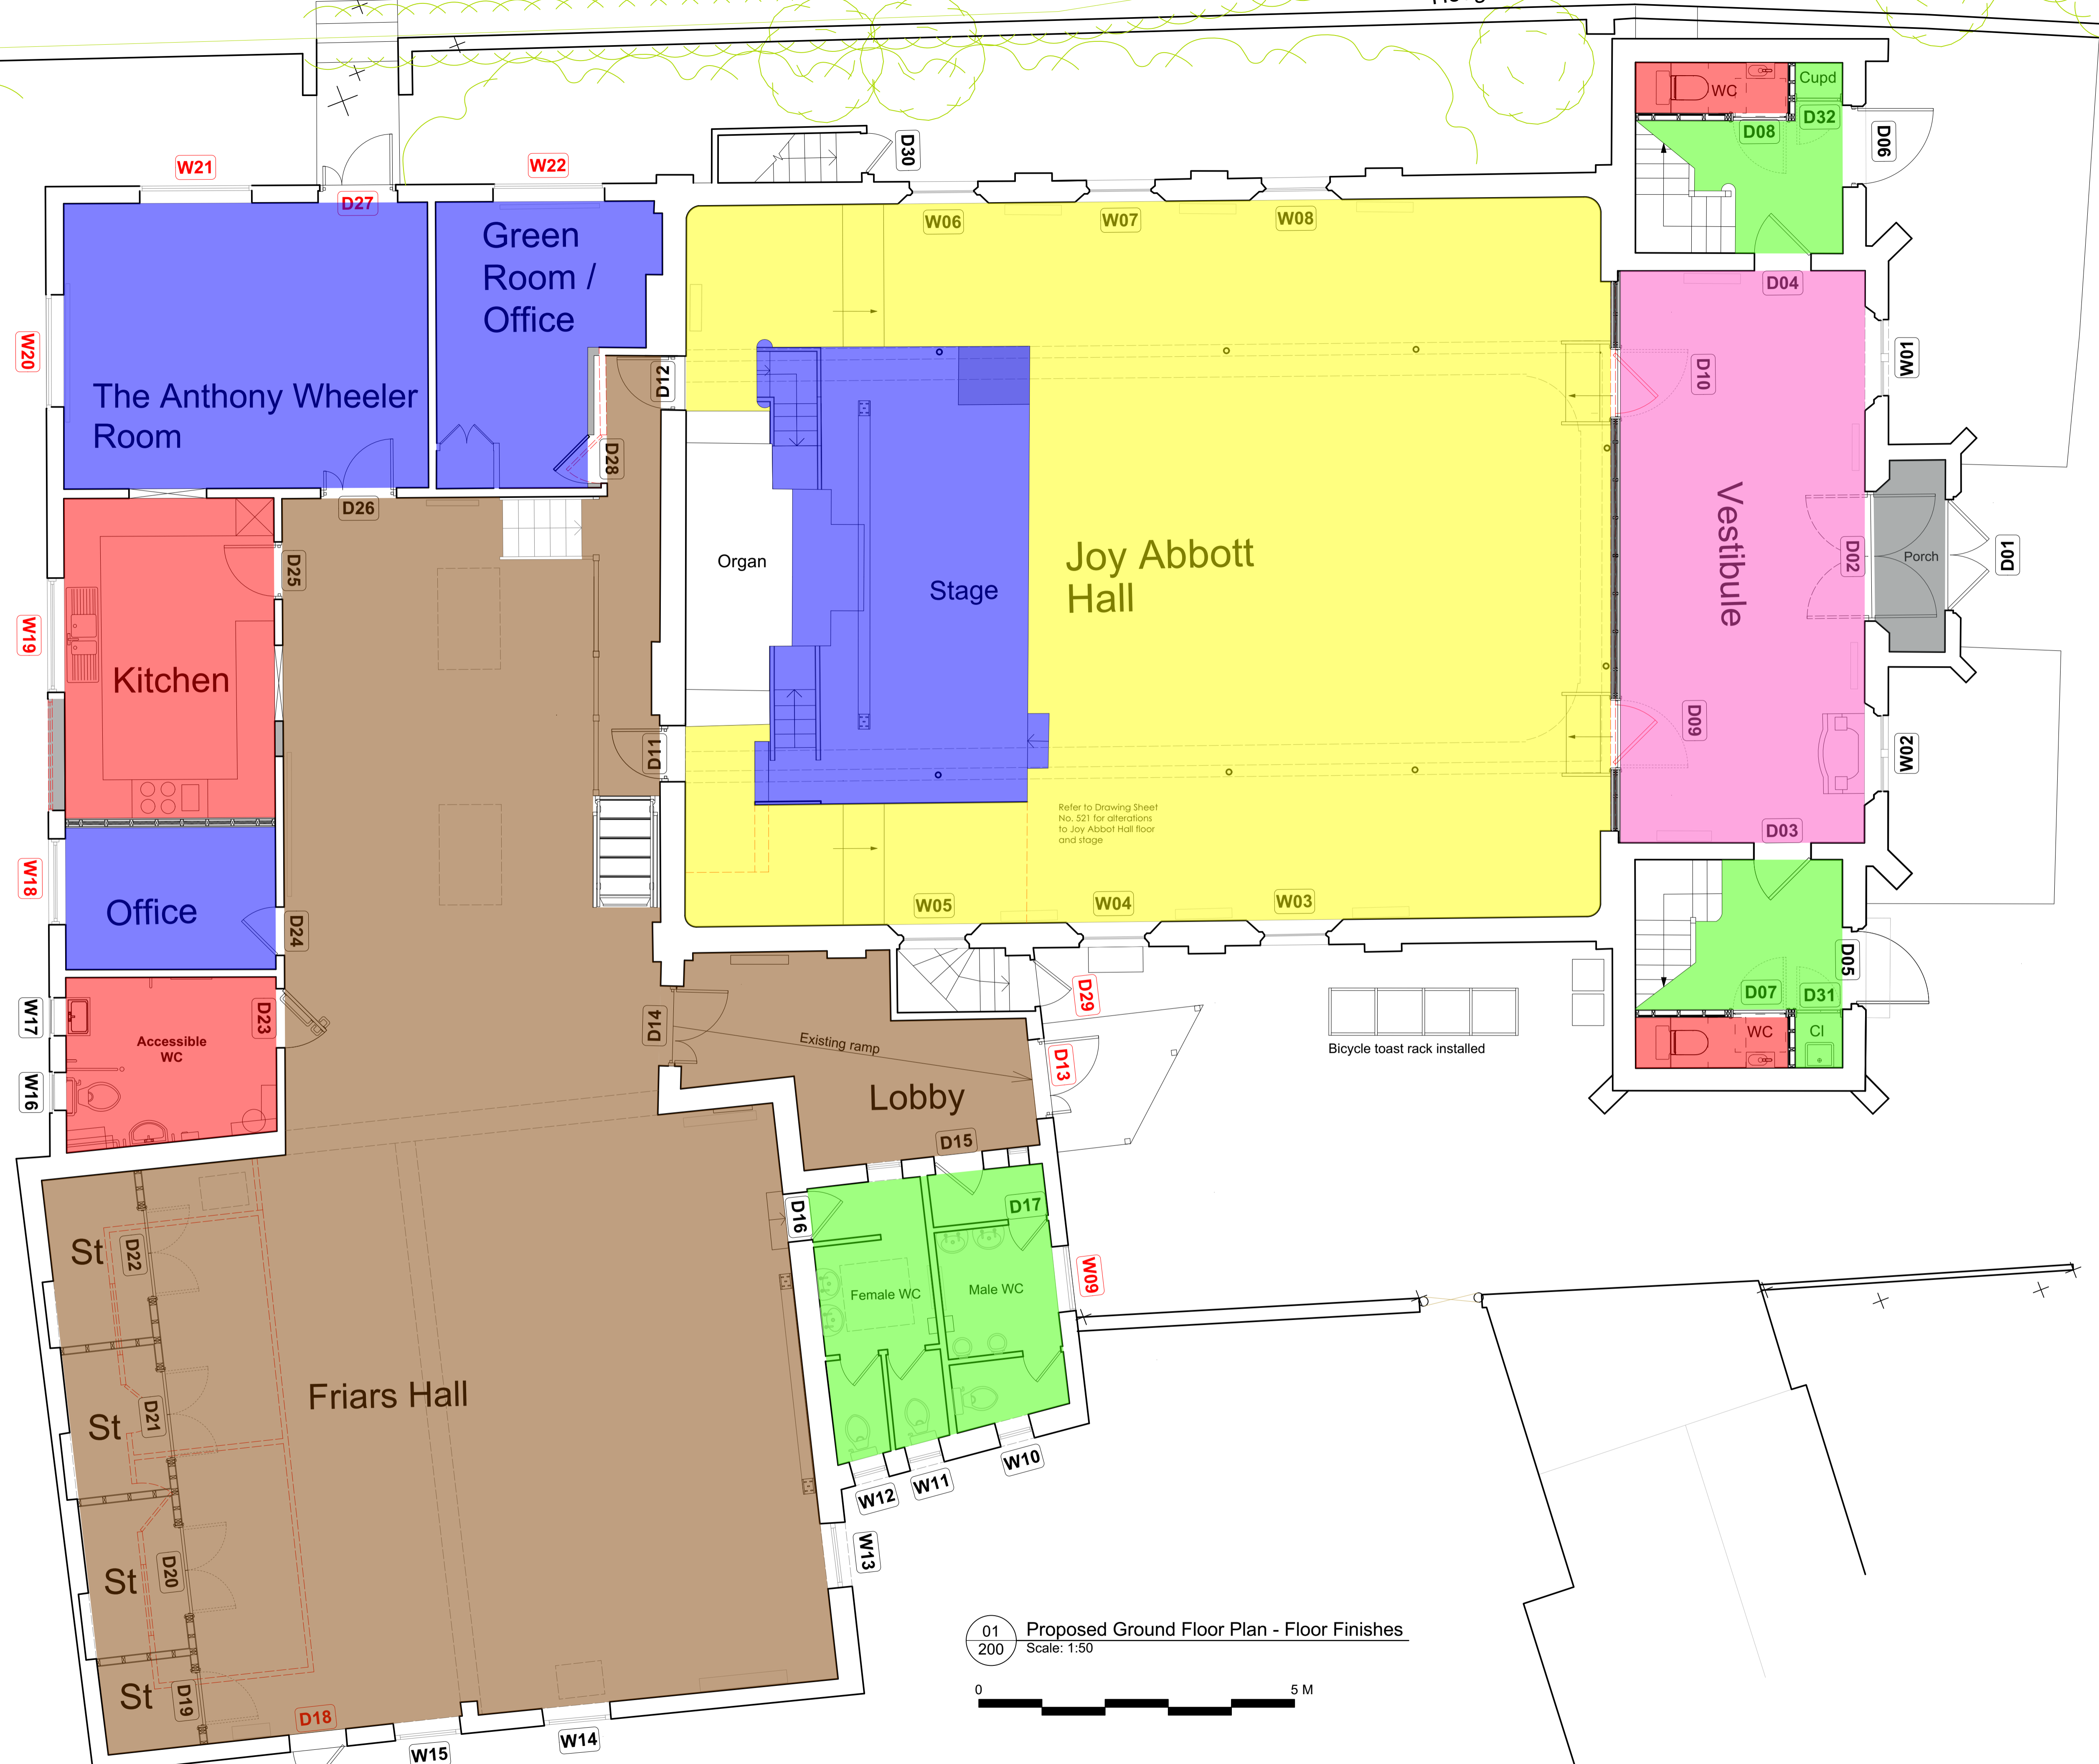 W21
W22
D30
WC
Cupd
D08
D32
D06
D27
Green
Room /
Office
W06
W07
W08
D04
W20
The Anthony Wheeler
Room
D12
D28
D10
W01
D26
D25
Organ
Stage
Joy Abbott
Hall
Vestibule
D02
Porch
D01
W19
Kitchen
D11
D09
W02
Refer to Drawing Sheet
No. 521 for alterations
to Joy Abbot Hall floor
and stage
D03
W18
Office
D24
W05
W04
W03
W17
D23
Accessible
WC
D14
Existing ramp
D29
D13
Bicycle toast rack installed
D05
D07
D31
WC
Cl
W16
Lobby
D15
D16
D17
St
D22
Female WC
Male WC
W09
St
D21
Friars Hall
W12
W11
W10
St
D20
W13
St
D19
D18
W15
W14
01
200
Proposed Ground Floor Plan - Floor Finishes
Scale: 1:50
0
5 M